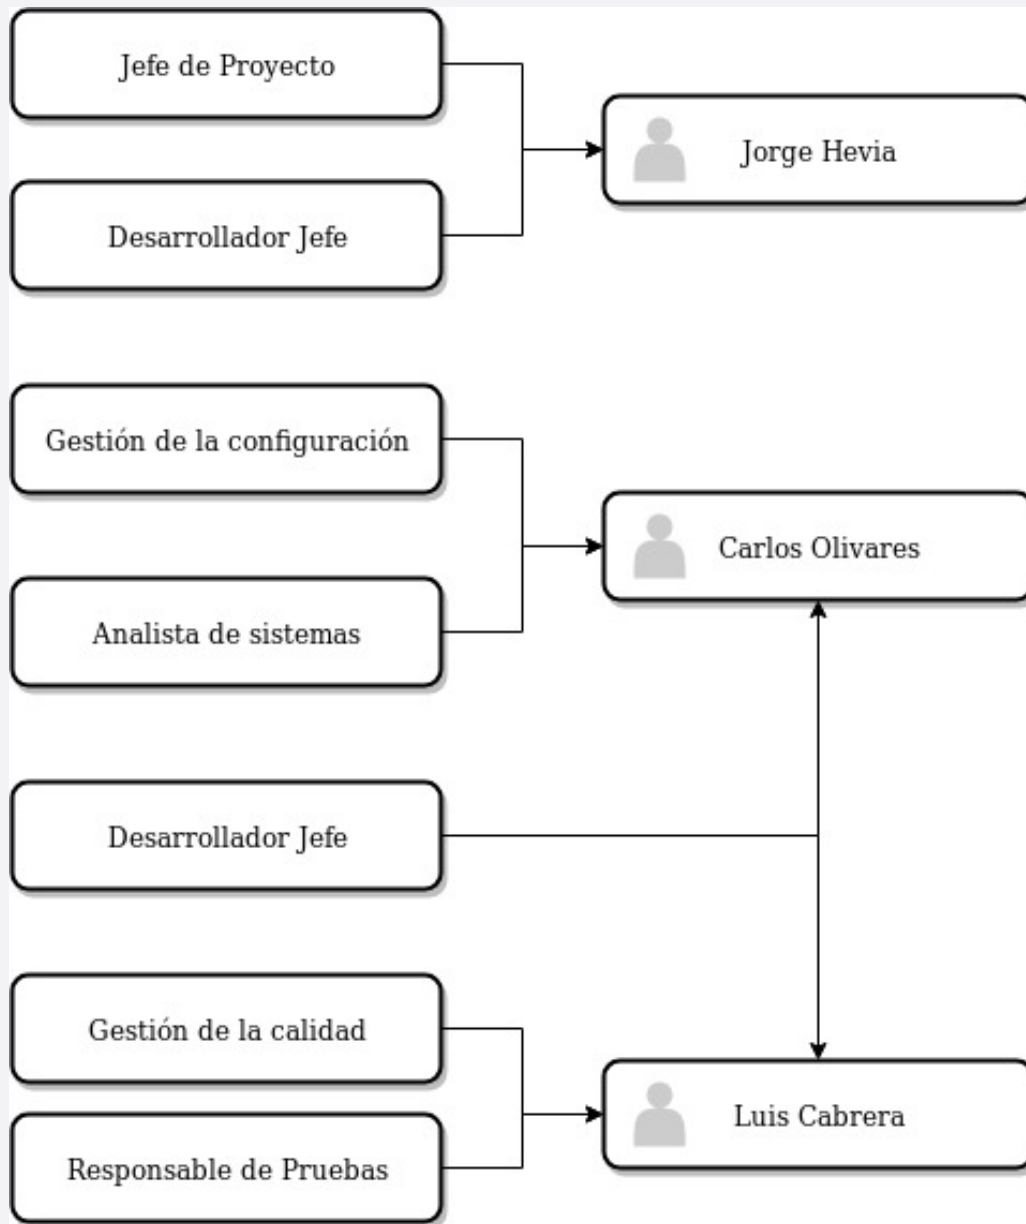 Jefe de Proyecto
Jorge Hevia
Desarrollador Jefe
Gestión de la configuración
Carlos Olivares
Analista de sistemas
Desarrollador Jefe
Gestión de la calidad
Luis Cabrera
Responsable de Pruebas